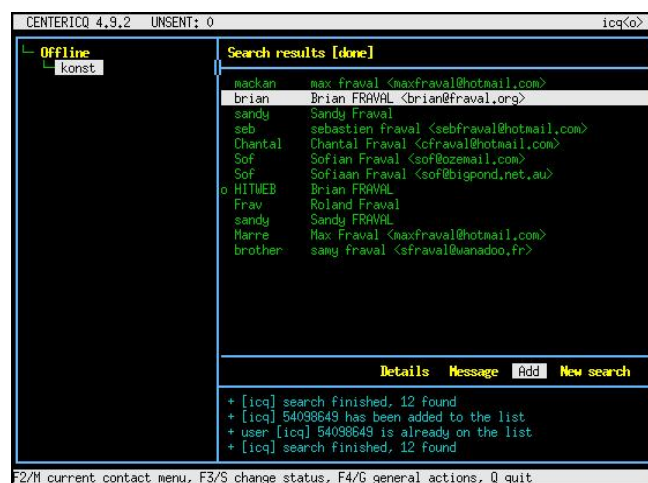 CENTERICQ 4.9.2 UNSENT: 0 icq<o>
Offline
konst
Search results [done]
mackan max fraval <maxfraval@hotmail.com>
brian Brian FRAVAL <brian@fraval.org>
sandy Sandy Fraval
seb sebastien fraval <sebfraval@hotmail.com>
Chantal Chantal Fraval <cfraval@hotmail.com>
Sof Sofian Fraval <sof@ozemail.com>
Sof Sofiaan Fraval <sof@bigpond.net.au>
o HITWEB Brian FRAVAL
Frav Roland Fraval
sandy Sandy FRAVAL
Marre Max Fraval <maxfraval@hotmail.com>
brother samy fraval <sfraval@wanadoo.fr>
Details Message Add New search
+ [icq] search finished, 12 found
+ [icq] 54098649 has been added to the list
+ user [icq] 54098649 is already on the list
+ [icq] search finished, 12 found
F2/M current contact menu, F3/S change status, F4/G general actions, Q quit